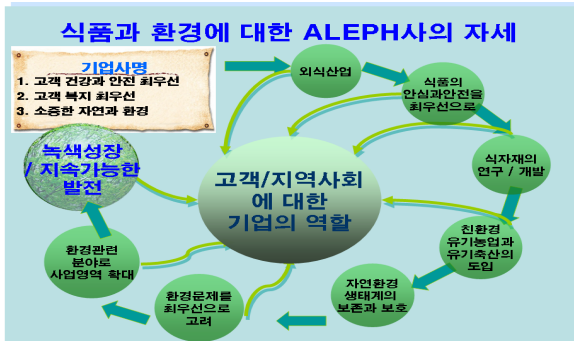 식품과 환경에 대한 ALEPH사의 자세
기업사명
1. 고객 건강과 안전 최우선
2. 고객 복지 최우선
3. 소중한 자연과 환경
외식산업
식품의
안심과안전을
최우선으로
식자재의
연구 / 개발
친환경
유기농업과
유기축산의
도입
자연환경
생태계의
보존과 보호
환경문제를
최우선으로
고려
환경관련
분야로
사업영역 확대
녹색성장
/ 지속가능한
발전
고객/지역사회
에 대한
기업의 역할